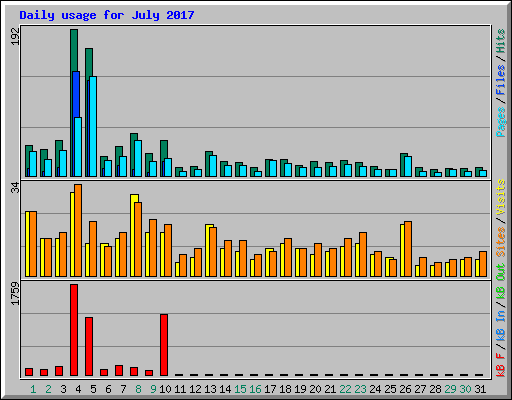 Daily usage for July 2017
192
Pages / Files / Hits
34
Sites / Visits
1759
kB F / kB In / kB Out
1 2 3 4 5 6 7 8 9 10 11 12 13 14 15 16 17 18 19 20 21 22 23 24 25 26 27 28 29 30 31